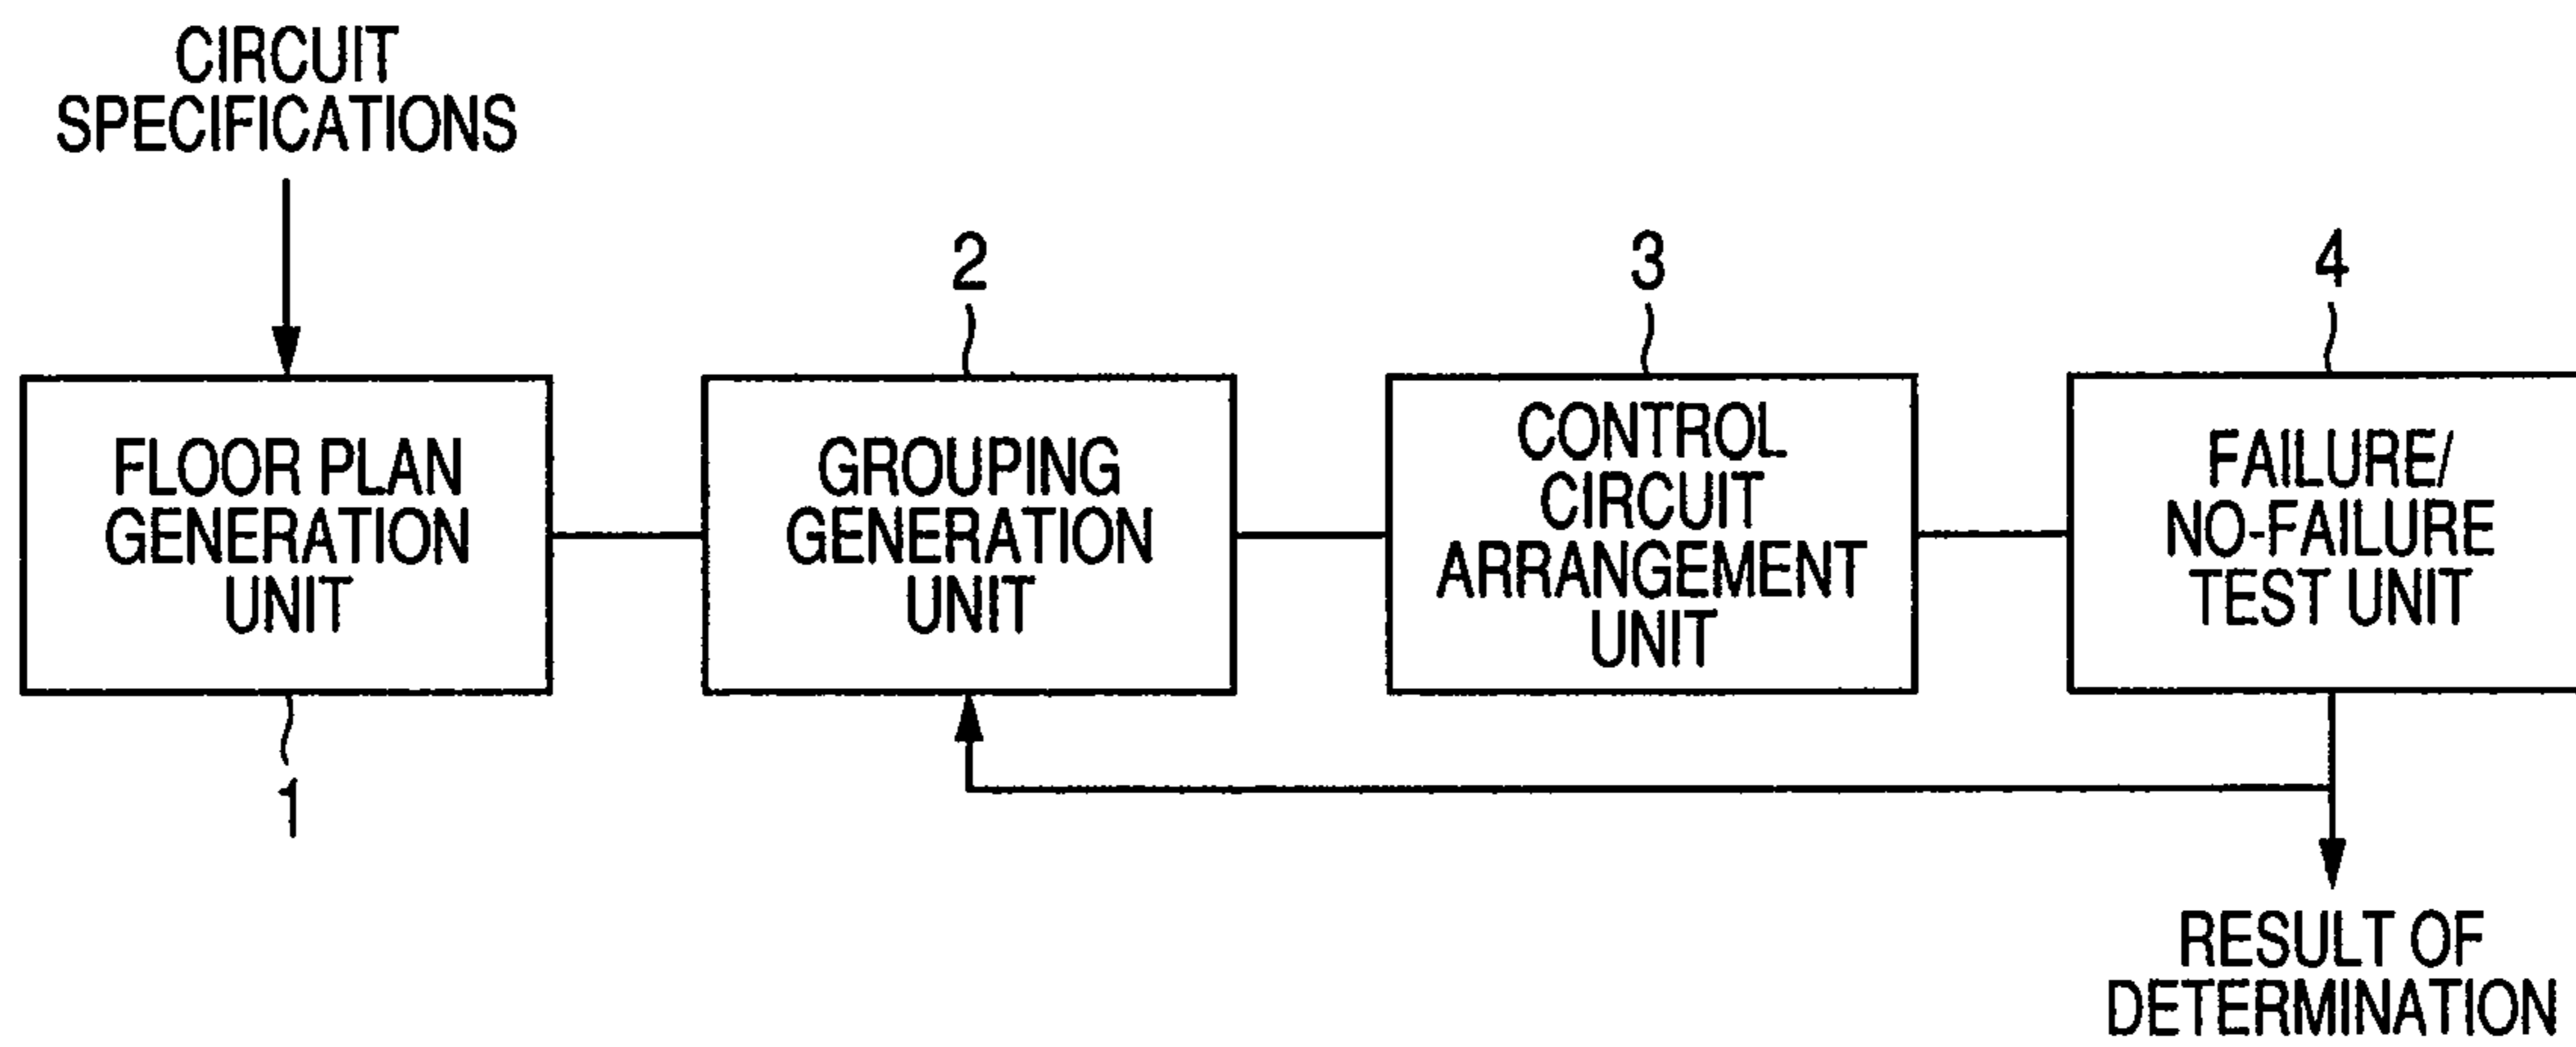 CIRCUIT
SPECIFICATIONS
2
3
4
FLOOR PLAN
GENERATION
UNIT
GROUPING
GENERATION
UNIT
CONTROL
CIRCUIT
ARRANGEMENT
UNIT
FAILURE/
NO-FAILURE
TEST UNIT
1
RESULT OF
DETERMINATION